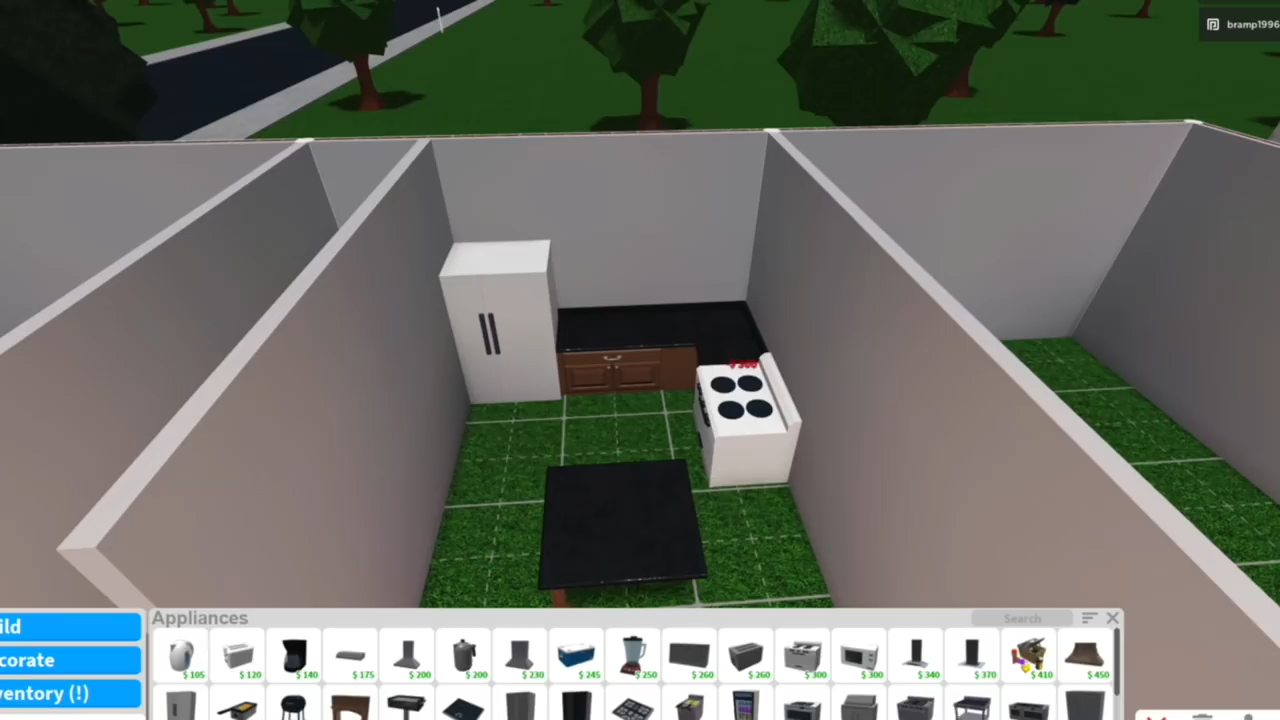 bramp1996
$300
ild
corate
ventory (!)
Appliances
Search
$105 $120 $140 $175 $200 $200 $230 $245 $250 $260 $260 $300 $300 $340 $370 $410 $450